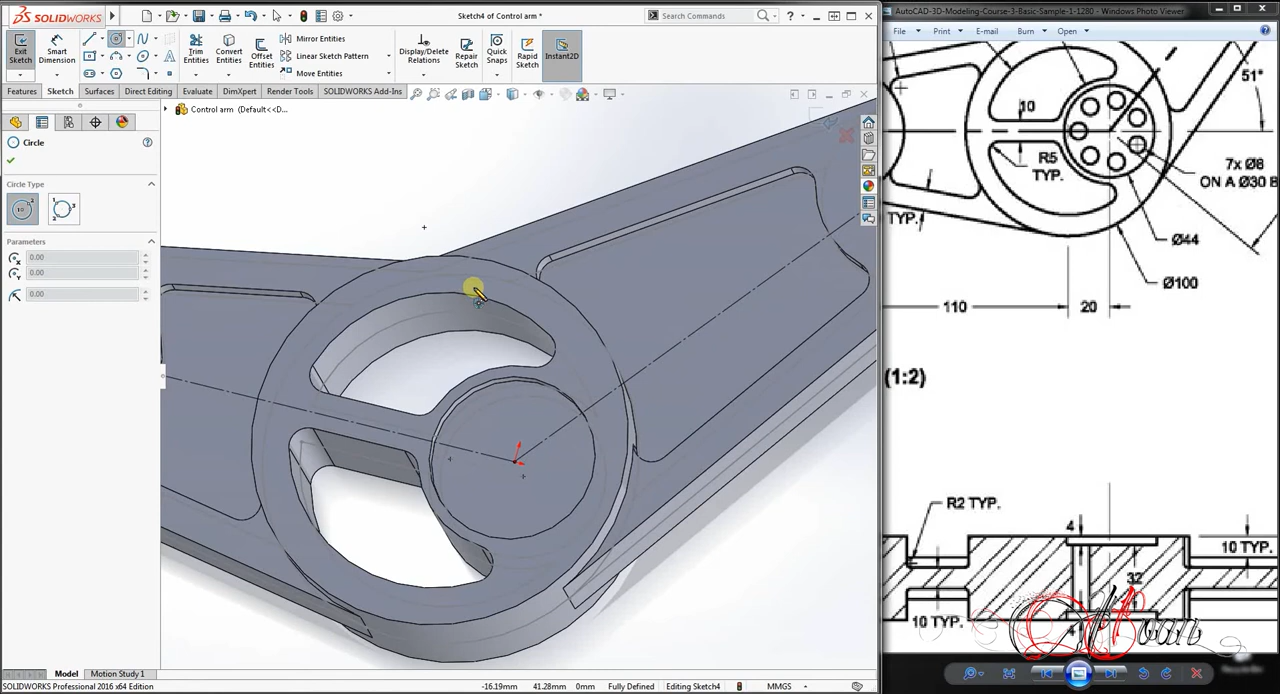 SOLIDWORKS
Sketch4 of Control arm *
Search Commands
?
AutoCAD-3D-Modeling-Course-3-Basic-Sample-1-1280 - Windows Photo Viewer
File
Print
E-mail
Burn
Open
Exit Sketch
Smart Dimension
Trim Entities
Convert Entities
Offset Entities
Mirror Entities
Linear Sketch Pattern
Move Entities
Display/Delete Relations
Repair Sketch
Quick Snaps
Rapid Sketch
Instant2D
Features
Sketch
Surfaces
Direct Editing
Evaluate
DimXpert
Render Tools
SOLIDWORKS Add-Ins
Control arm (Default<<D...
Circle
Circle Type
Parameters
0.00
0.00
0.00
51°
10
R5
TYP.
7x Ø8
ON A Ø30 B
TYP.
Ø44
Ø100
110
20
(1:2)
R2 TYP.
4
10 TYP.
32
10 TYP.
4
Model
Motion Study 1
SOLIDWORKS Professional 2016 x64 Edition
-16.19mm
41.28mm
0mm
Fully Defined
Editing Sketch4
MMGS